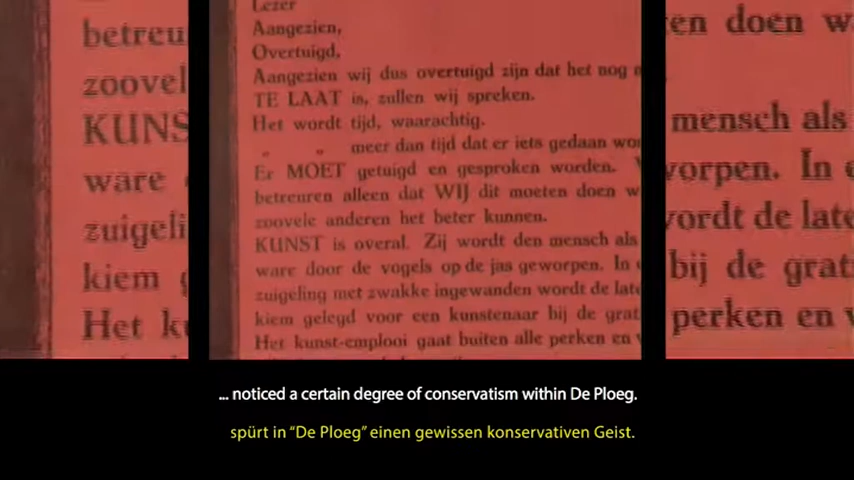 betreu
zoovel
KUNS
ware
zuigeli
kiem
Het
Lezer
Aangezien,
Overtuigd,
Aangezien wij dus overtuigd zijn dat het nog
TE LAAT is, zullen wij spreken.
Het wordt tijd, waarachtig.
„ „ meer dan tijd dat er iets gedaan wor
Er MOET getuigd en gesproken worden.
betreuren alleen dat WIJ dit moeten doen w
zoovele anderen het beter kunnen.
KUNST is overal. Zij wordt den mensch als
ware door de vogels op de jas geworpen. In
zuigeling met zwakke ingewanden wordt de late
kiem gelegd voor een kunstenaar bij de grat
Het kunst-emplooi gaat buiten alle perken en
en doen w
mensch als
vorpen. In
vordt de late
bij de grat
perken en
... noticed a certain degree of conservatism within De Ploeg.
spürt in “De Ploeg” einen gewissen konservativen Geist.